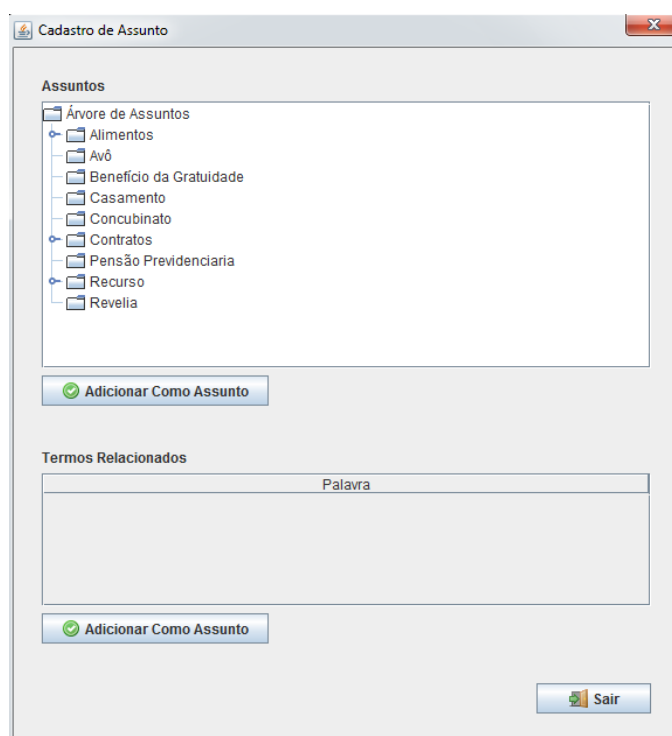 Cadastro de Assunto
Assuntos
Árvore de Assuntos
Alimentos
Avô
Benefício da Gratuidade
Casamento
Concubinato
Contratos
Pensão Previdenciaria
Recurso
Revelia
Adicionar Como Assunto
Termos Relacionados
Palavra
Adicionar Como Assunto
Sair